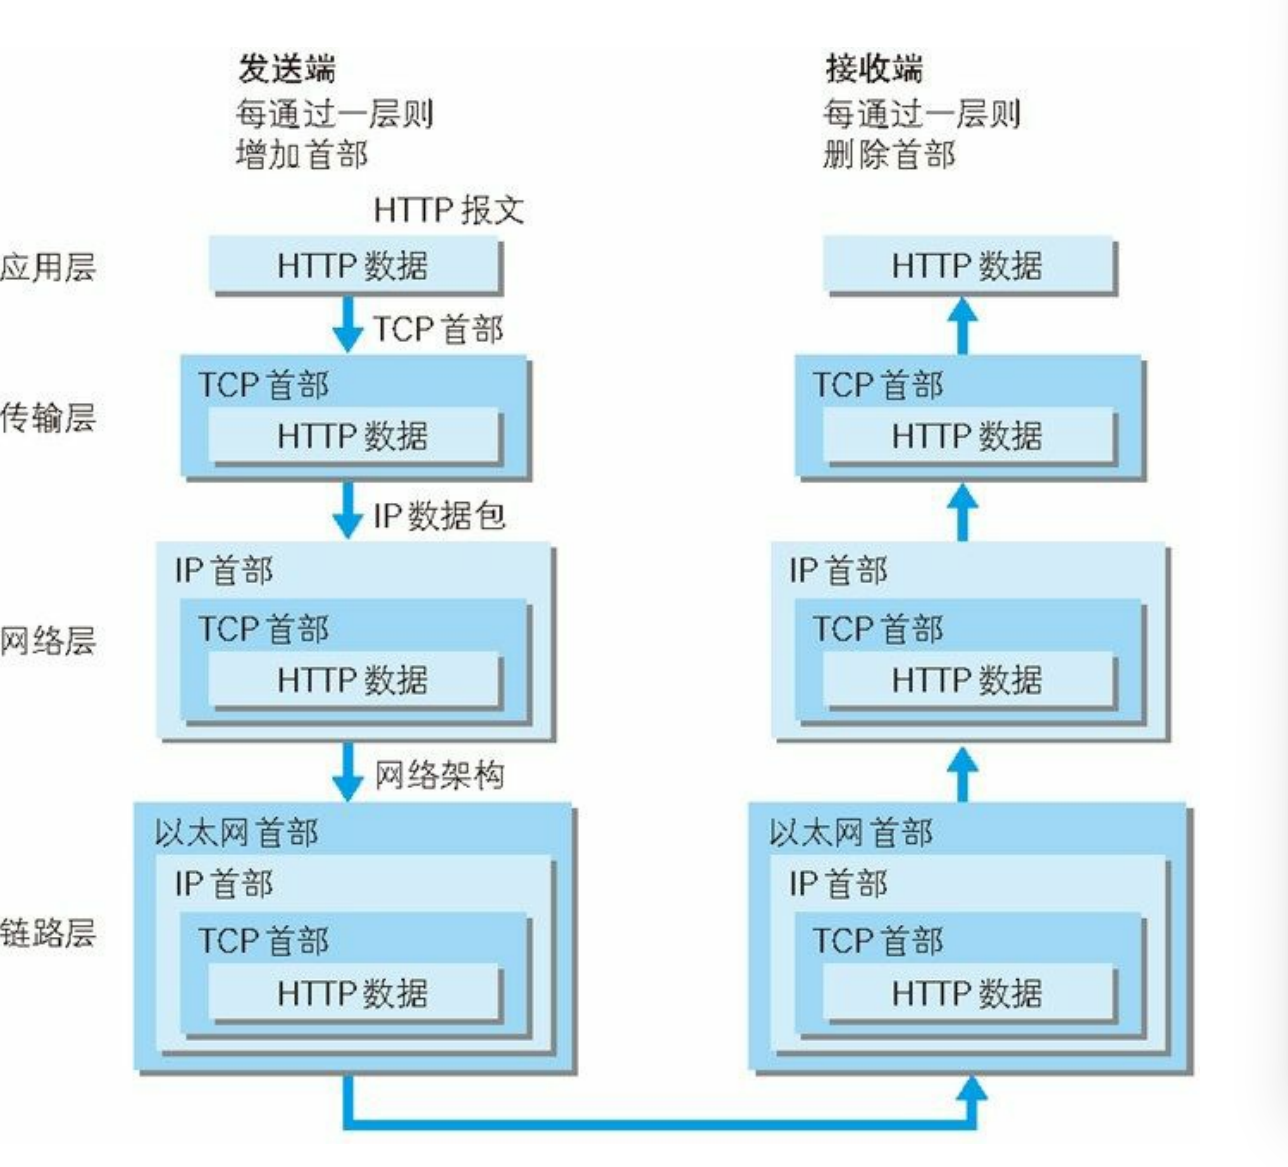 发送端
每通过一层则
增加首部
接收端
每通过一层则
删除首部
HTTP 报文
应用层
HTTP 数据
HTTP 数据
TCP 首部
传输层
TCP 首部
HTTP 数据
TCP 首部
HTTP 数据
IP 数据包
网络层
IP 首部
TCP 首部
HTTP 数据
IP 首部
TCP 首部
HTTP 数据
网络架构
链路层
以太网首部
IP 首部
TCP 首部
HTTP 数据
以太网首部
IP 首部
TCP 首部
HTTP 数据